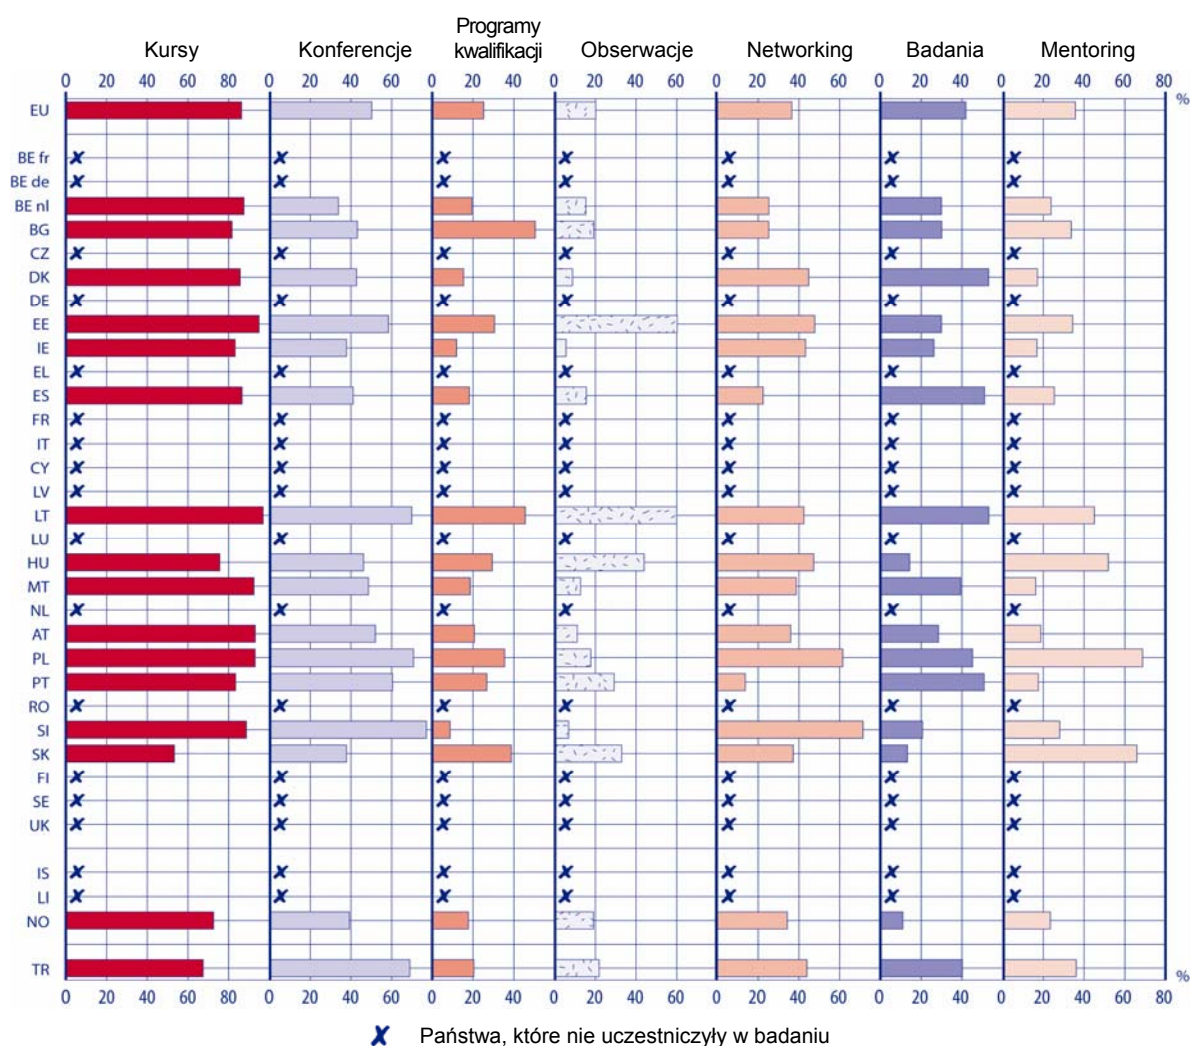 Programy
Kursy Konferencje kwalifikacji Obserwacje Networking Badania Mentoring
0 20 40 60 80 0 20 40 60 0 20 40 0 20 40 60 0 20 40 60 0 20 40 0 20 40 60 80
%
EU
BE fr
BE de
BE nl
BG
CZ
DK
DE
EE
IE
EL
ES
FR
IT
CY
LV
LT
LU
HU
MT
NL
AT
PL
PT
RO
SI
SK
FI
SE
UK
IS
LI
NO
TR
%
0 20 40 60 80 0 20 40 60 0 20 40 0 20 40 60 0 20 40 60 0 20 40 0 20 40 60 80
✘ Państwa, które nie uczestniczyły w badaniu